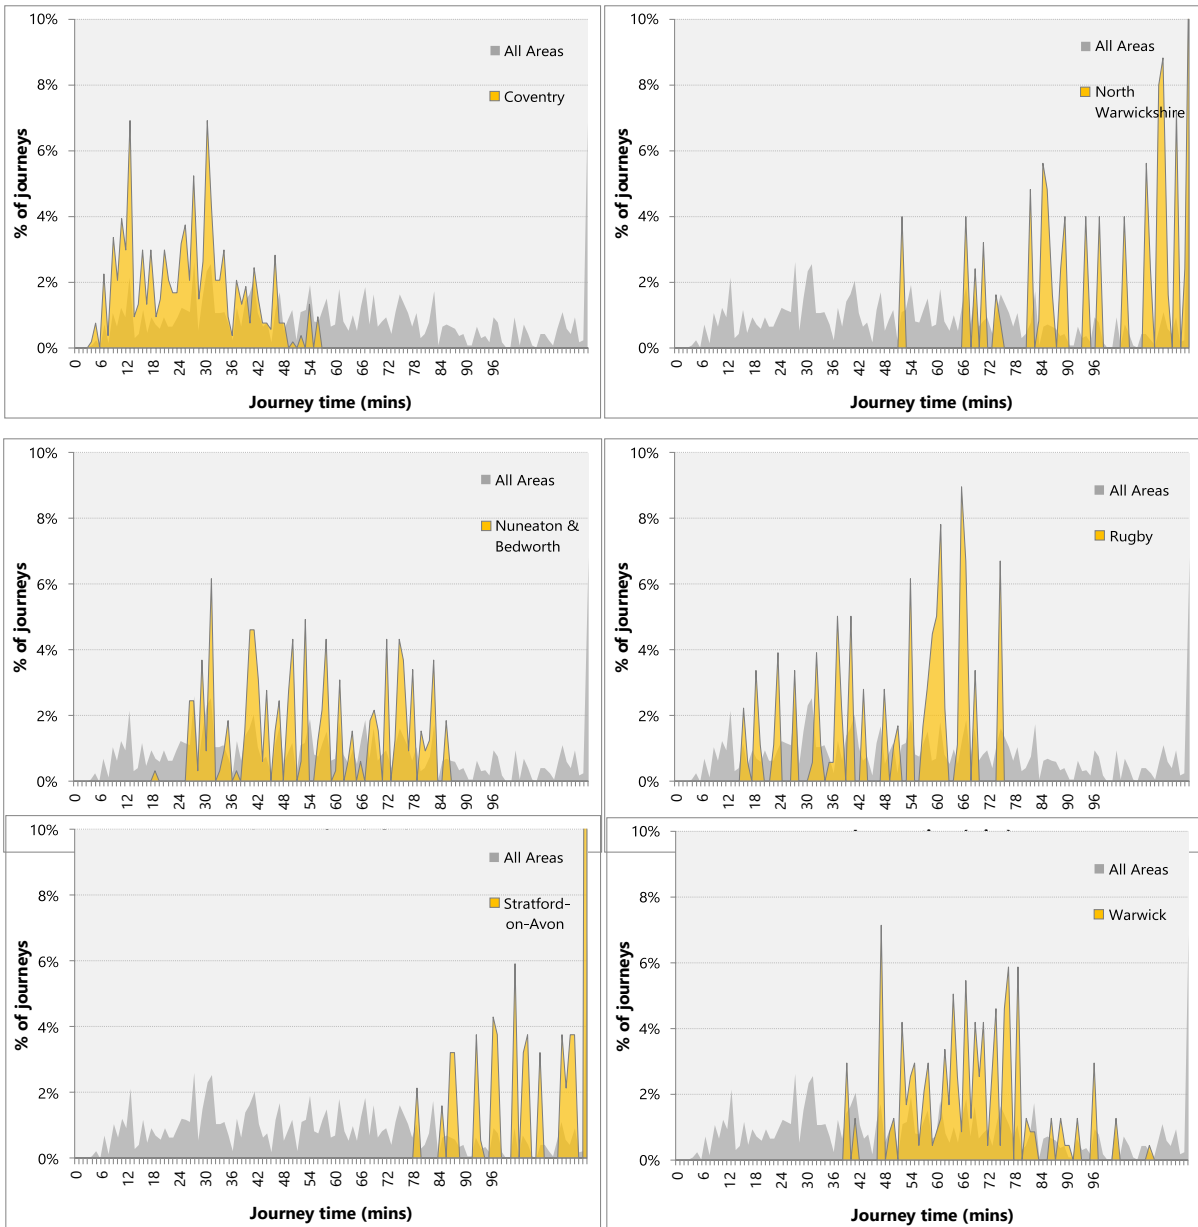 10%
8%
6%
4%
2%
0%
% of journeys
All Areas
Coventry
0 6 12 18 24 30 36 42 48 54 60 66 72 78 84 90 96
Journey time (mins)
10%
8%
6%
4%
2%
0%
% of journeys
All Areas
North
Warwickshire
0 6 12 18 24 30 36 42 48 54 60 66 72 78 84 90 96
Journey time (mins)
10%
8%
6%
4%
2%
0%
% of journeys
All Areas
Nuneaton &
Bedworth
0 6 12 18 24 30 36 42 48 54 60 66 72 78 84 90 96
10%
8%
6%
4%
2%
0%
% of journeys
All Areas
Rugby
0 6 12 18 24 30 36 42 48 54 60 66 72 78 84 90 96
10%
8%
6%
4%
2%
0%
% of journeys
All Areas
Stratford-
on-Avon
0 6 12 18 24 30 36 42 48 54 60 66 72 78 84 90 96
Journey time (mins)
10%
8%
6%
4%
2%
0%
% of journeys
All Areas
Warwick
0 6 12 18 24 30 36 42 48 54 60 66 72 78 84 90 96
Journey time (mins)